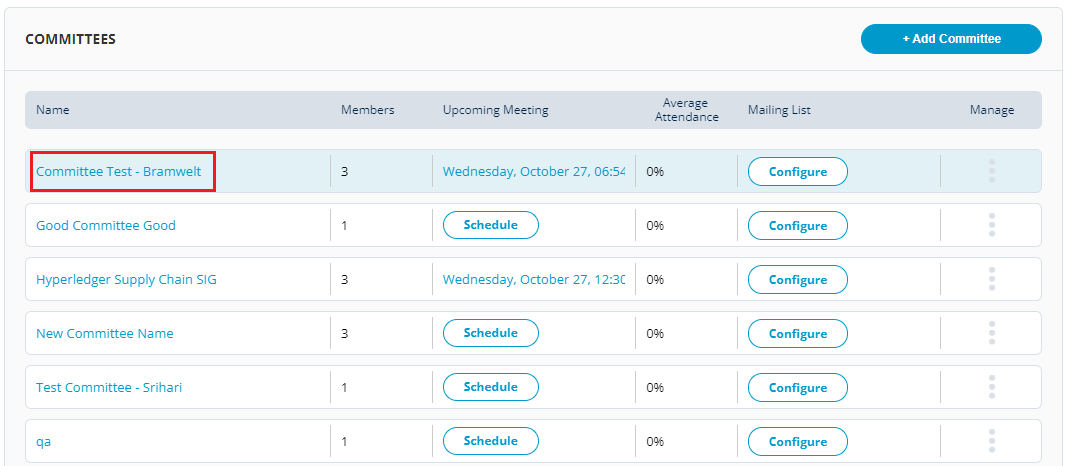 COMMITTEES + Add Committee
Name Members Upcoming Meeting Average Attendance Mailing List Manage
Committee Test - Bramwelt 3 Wednesday, October 27, 06:54 0% Configure
Good Committee Good 1 Schedule 0% Configure
Hyperledger Supply Chain SIG 3 Wednesday, October 27, 12:30 0% Configure
New Committee Name 3 Schedule 0% Configure
Test Committee - Srihari 1 Schedule 0% Configure
qa 1 Schedule 0% Configure